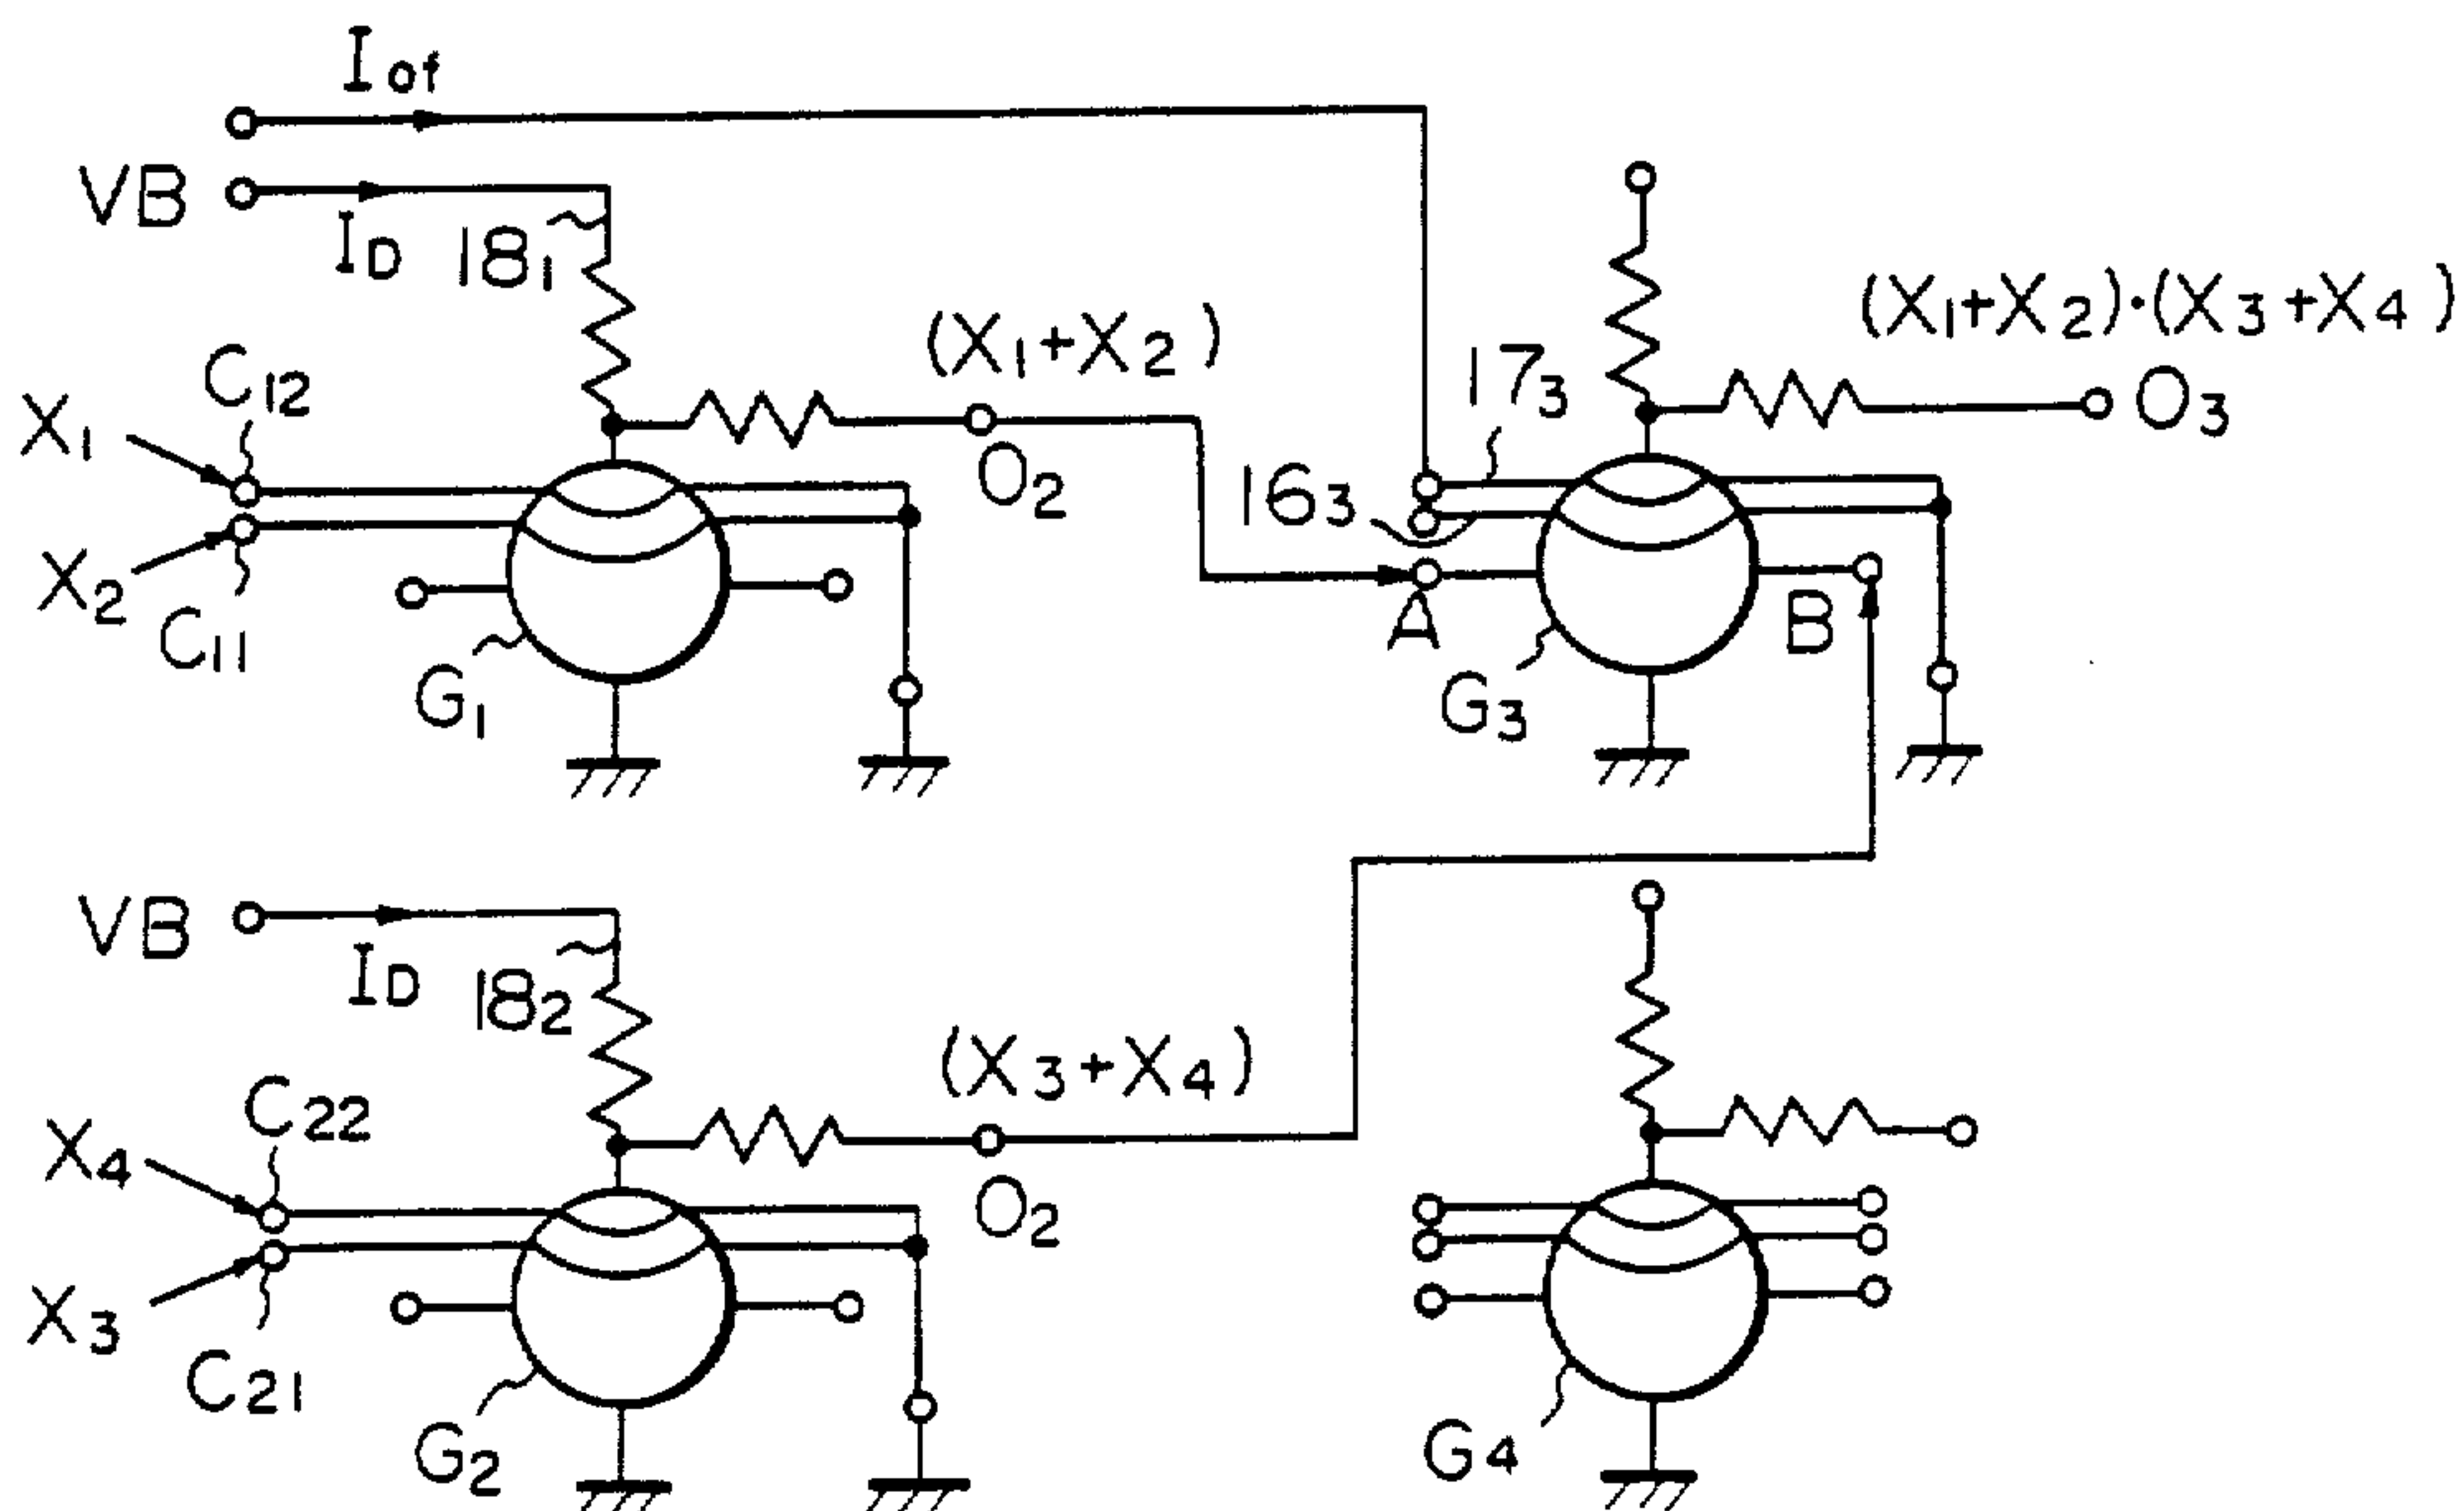 Iof
VB
ID
18₁
(X₁+X₂)
(X₁+X₂)·(X₃+X₄)
C₁₂
17₃
X₁
O₃
O₂
16₃
X₂
C₁₁
A
B
G₁
G₃
VB
ID
18₂
(X₃+X₄)
C₂₂
X₄
O₂
X₃
C₂₁
G₂
G₄